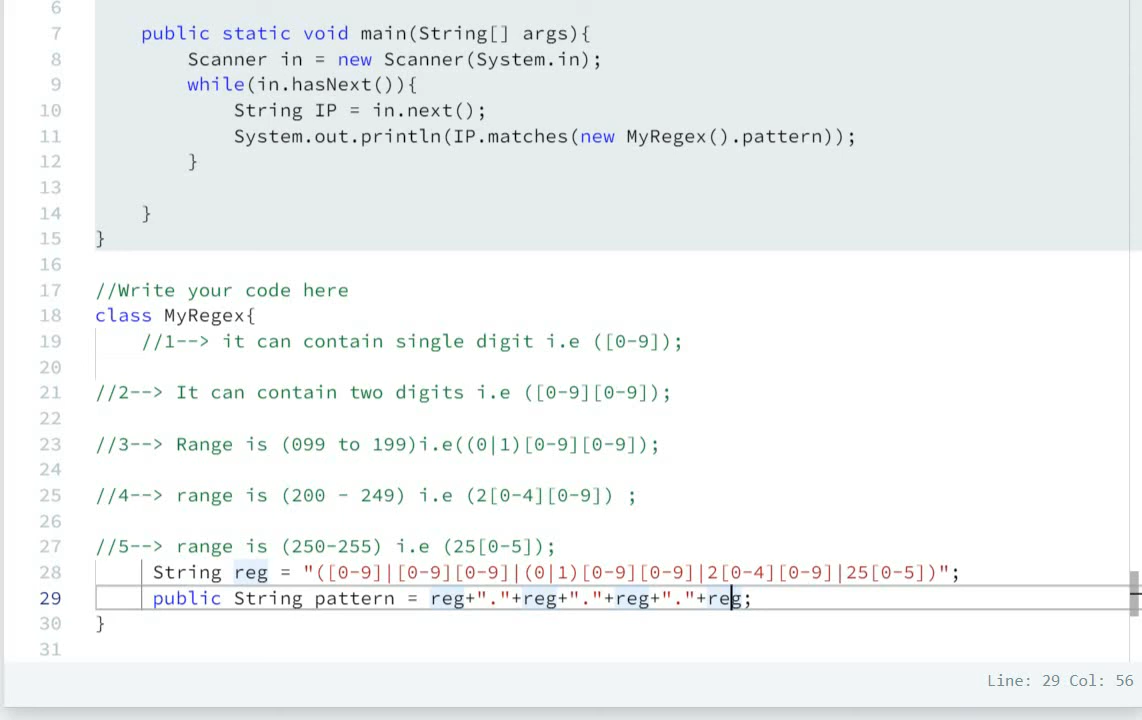 6
7 public static void main(String[] args){
8 Scanner in = new Scanner(System.in);
9 while(in.hasNext()){
10 String IP = in.next();
11 System.out.println(IP.matches(new MyRegex().pattern));
12 }
13
14 }
15 }
16
17 //Write your code here
18 class MyRegex{
19 //1--> it can contain single digit i.e ([0-9]);
20
21 //2--> It can contain two digits i.e ([0-9][0-9]);
22
23 //3--> Range is (099 to 199)i.e((0|1)[0-9][0-9]);
24
25 //4--> range is (200 - 249) i.e (2[0-4][0-9]) ;
26
27 //5--> range is (250-255) i.e (25[0-5]);
28 String reg = "([0-9]|[0-9][0-9]|(0|1)[0-9][0-9]|2[0-4][0-9]|25[0-5])";
29 public String pattern = reg+"."+reg+"."+reg+"."+reg;
30 }
31
Line: 29 Col: 56